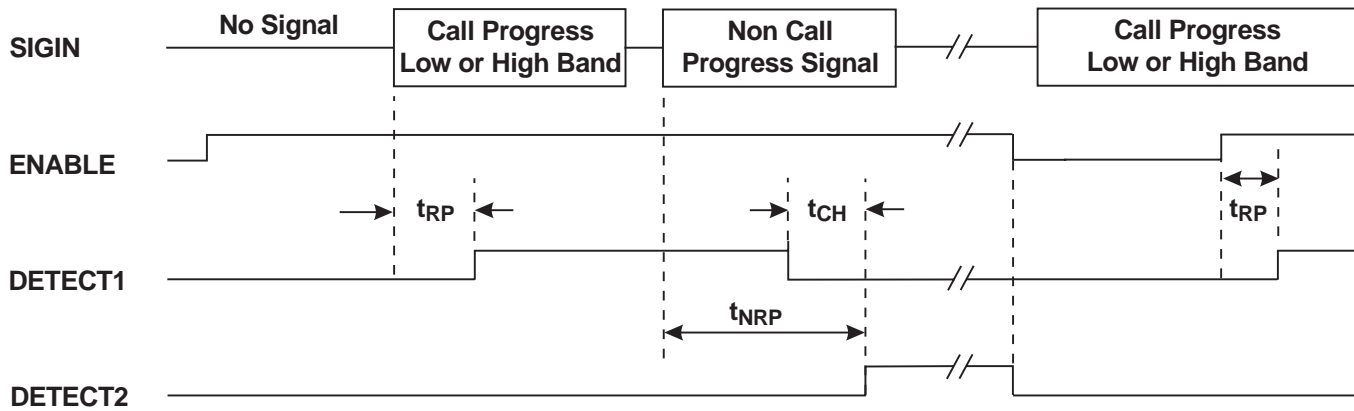 No Signal
Call Progress
Low or High Band
Non Call
Progress Signal
Call Progress
Low or High Band
SIGIN
ENABLE
tRP
tCH
tRP
DETECT1
tNRP
DETECT2